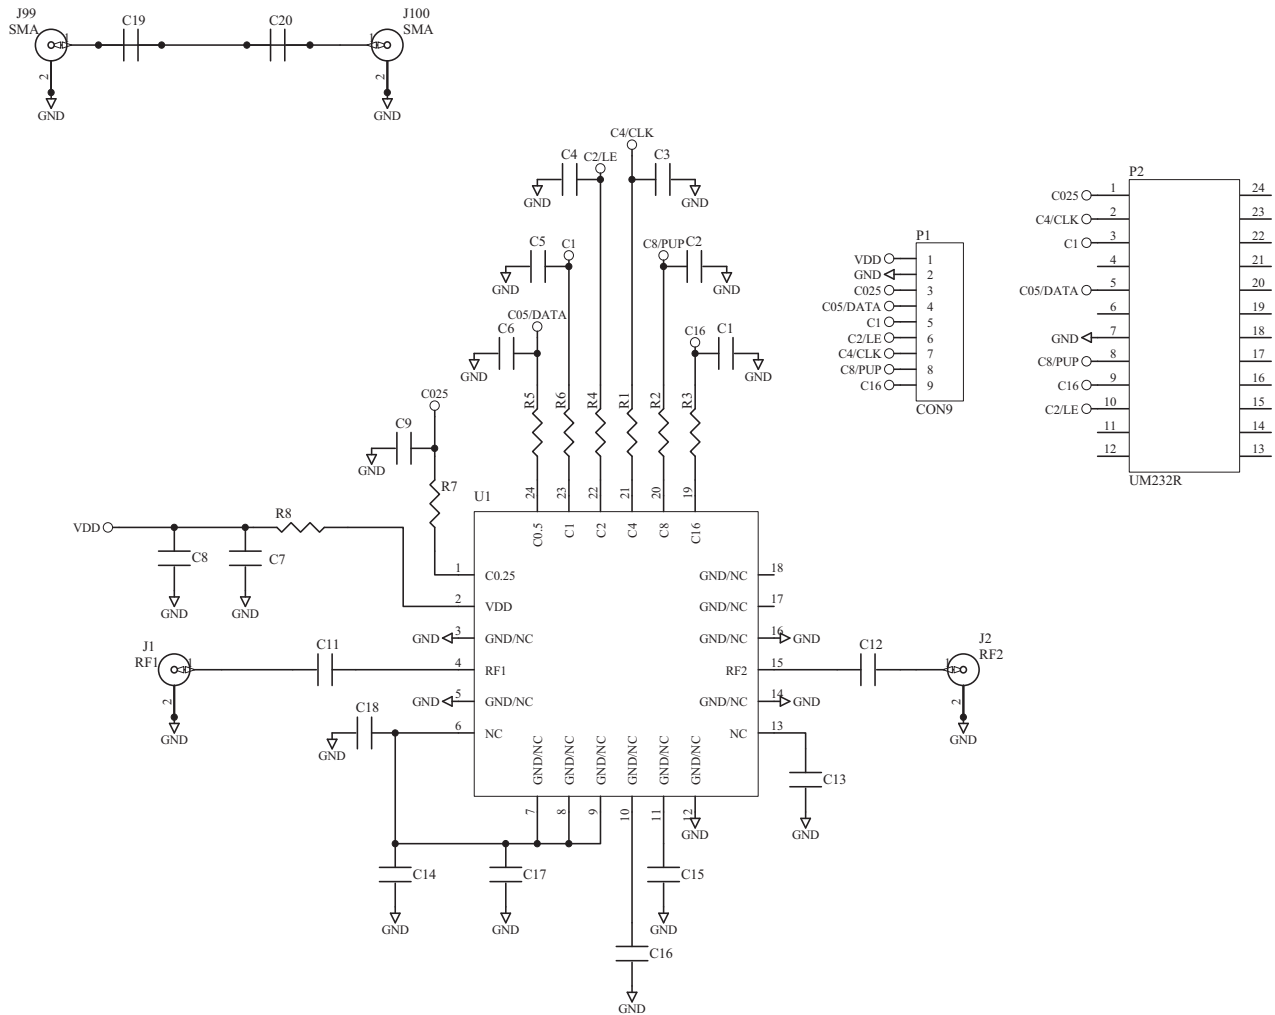 J99
SMA
C19
C20
J100
SMA
1
1
2
2
GND
GND
C4/CLK
C4
C2/LE
C3
GND
GND
C5
C1
C8/PUP
C2
GND
GND
C05/DATA
C6
C16
C1
GND
GND
C025
C9
GND
R5
R6
R4
R1
R2
R3
R7
U1
24
23
22
21
20
19
C0.5
C1
C2
C4
C8
C16
VDD
R8
C8
C7
GND
GND
1
C0.25
2
VDD
GND
3
GND/NC
4
RF1
GND
5
GND/NC
6
NC
GND/NC
18
GND/NC
17
GND/NC
16
GND
RF2
15
GND/NC
14
GND
NC
13
J1
RF1
1
2
GND
C11
C12
J2
RF2
1
2
GND
C18
GND
C13
GND
GND/NC
GND/NC
GND/NC
GND/NC
GND/NC
GND/NC
7
8
9
10
11
12
GND
C14
C17
C15
GND
GND
GND
C16
GND
P1
VDD
1
GND
2
C025
3
C05/DATA
4
C1
5
C2/LE
6
C4/CLK
7
C8/PUP
8
C16
9
CON9
P2
C025
1
24
C4/CLK
2
23
C1
3
22
4
21
C05/DATA
5
20
6
19
GND
7
18
C8/PUP
8
17
C16
9
16
C2/LE
10
15
11
14
12
13
UM232R